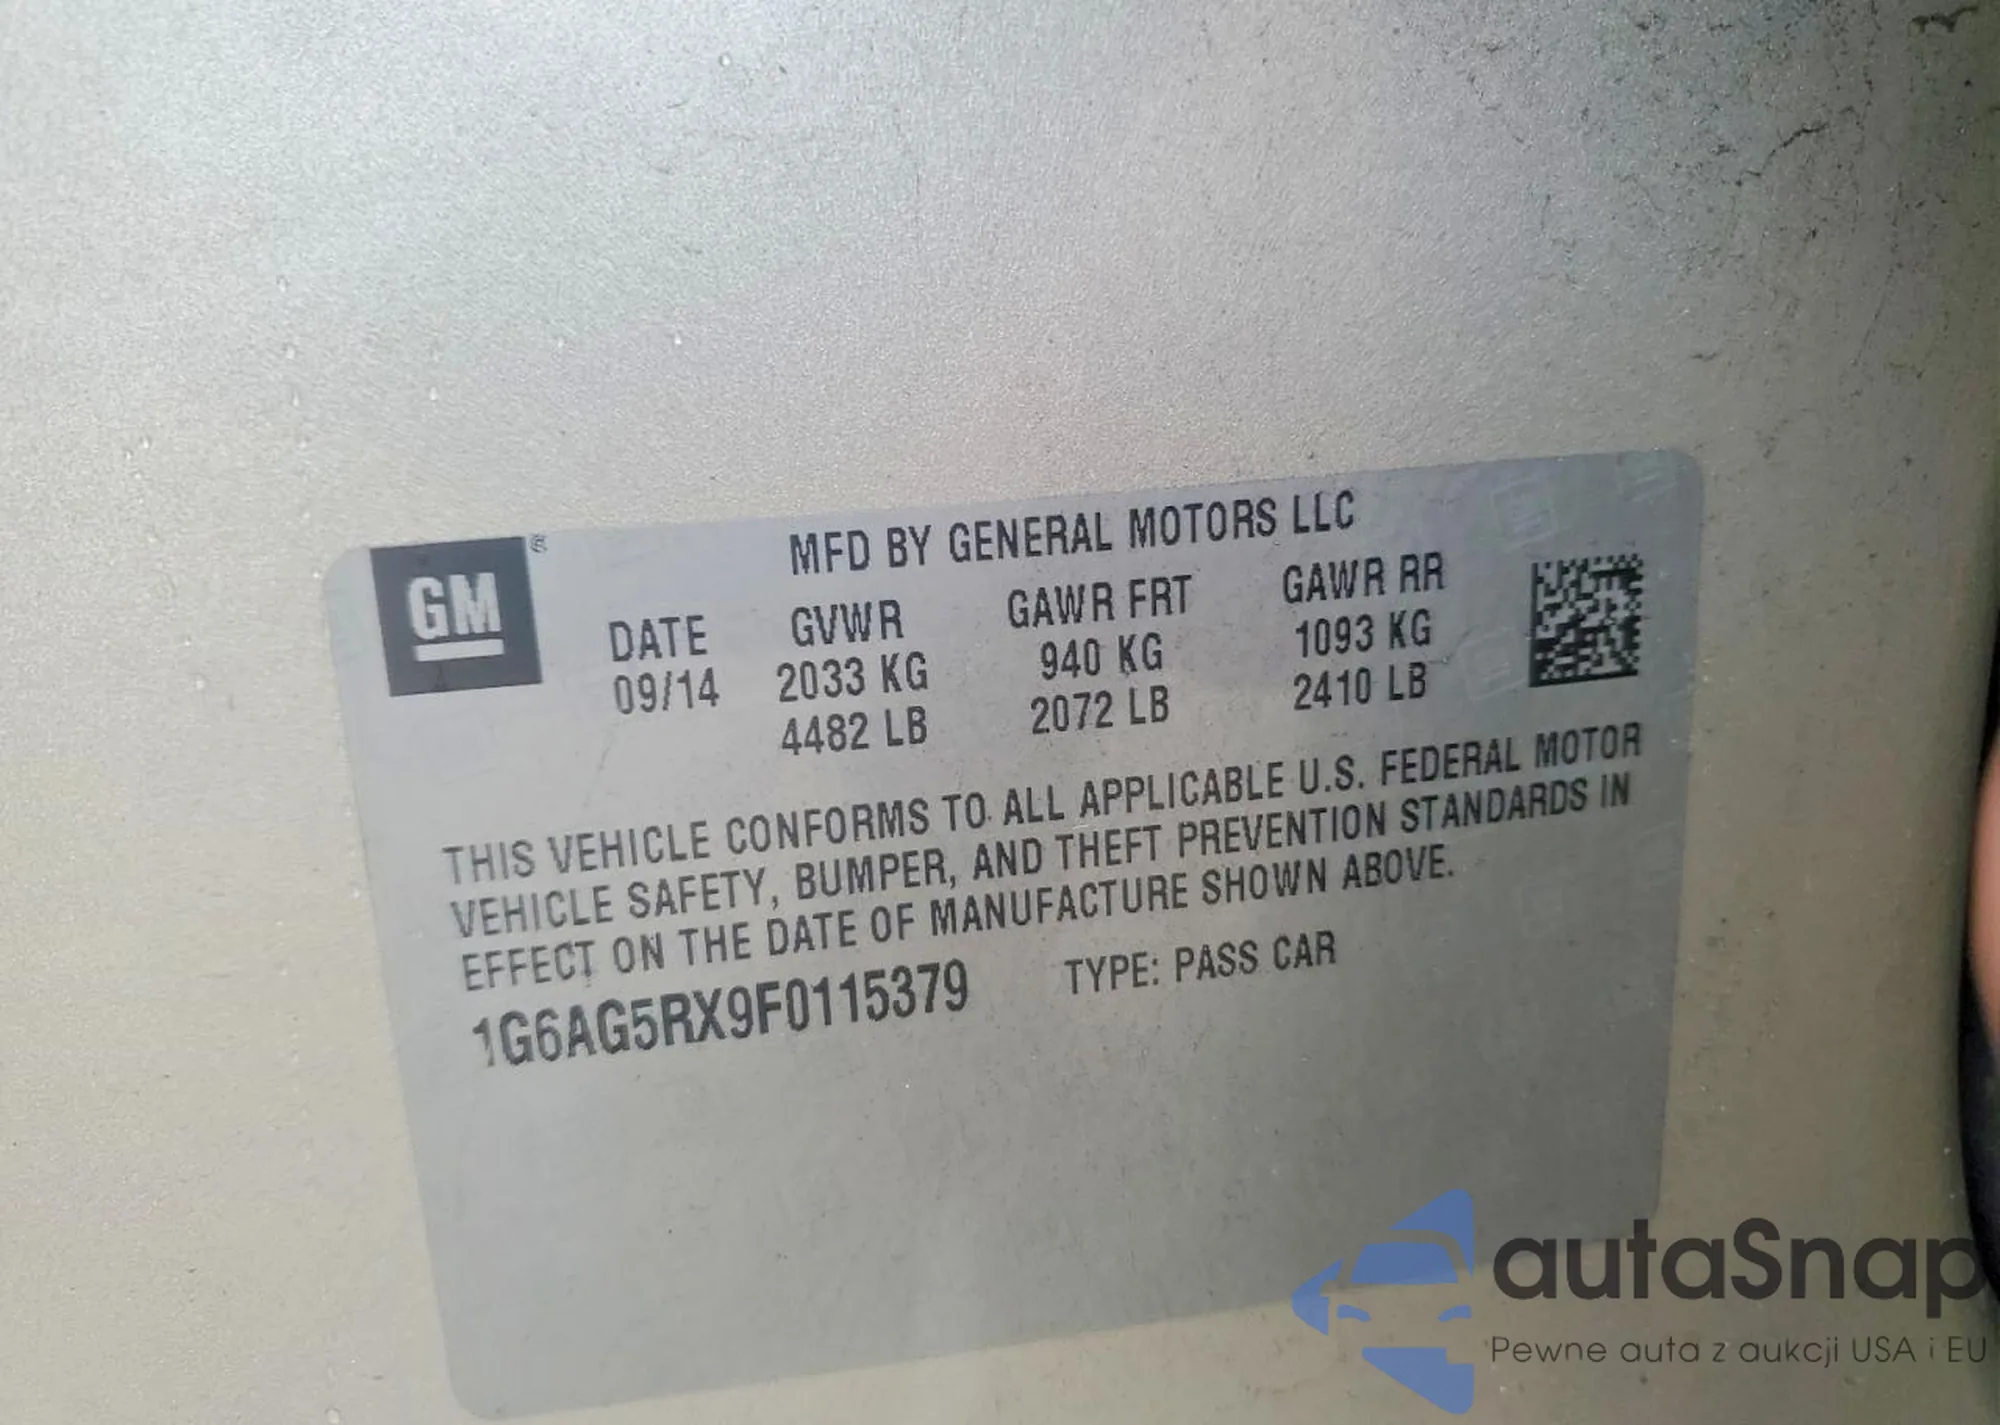 MFD BY GENERAL MOTORS LLC
GM®
DATE GVWR GAWR FRT GAWR RR
09/14 2033 KG 940 KG 1093 KG
4482 LB 2072 LB 2410 LB
THIS VEHICLE CONFORMS TO ALL APPLICABLE U.S. FEDERAL MOTOR
VEHICLE SAFETY, BUMPER, AND THEFT PREVENTION STANDARDS IN
EFFECT ON THE DATE OF MANUFACTURE SHOWN ABOVE.
1G6AG5RX9F0115379 TYPE: PASS CAR
autaSnap
Pewne auta z aukcji USA i EU